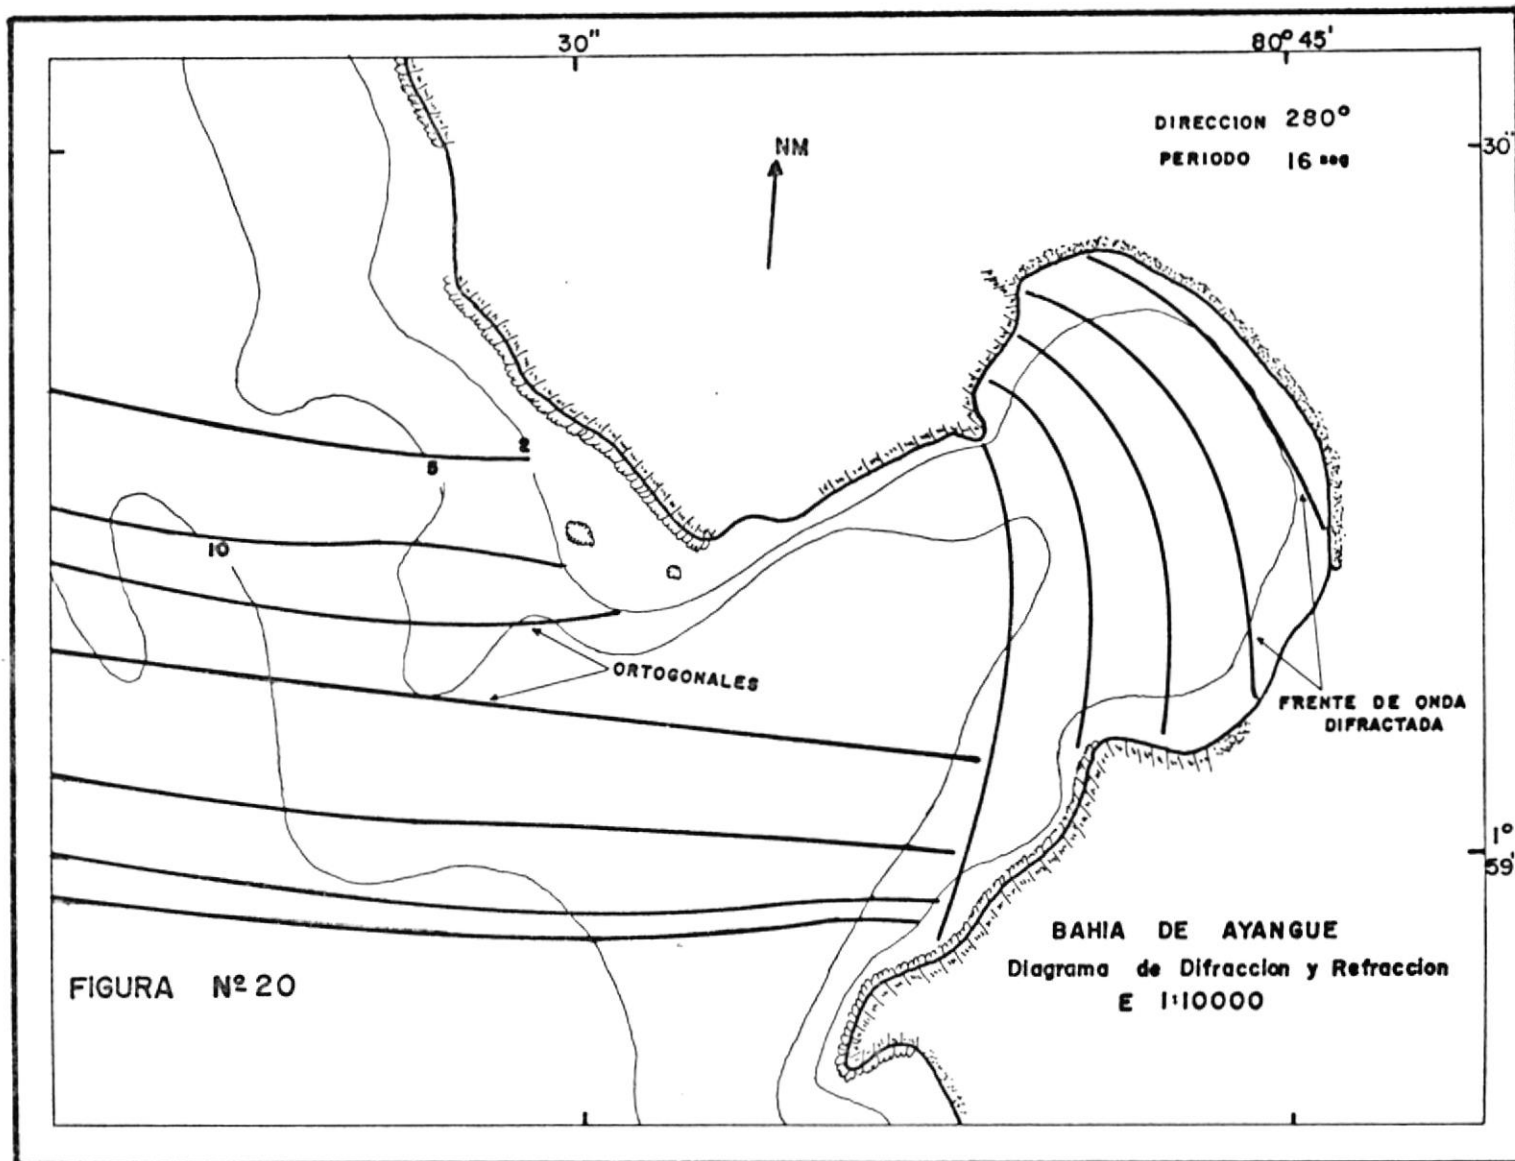 30"
80° 45'
DIRECCION 280°
PERIODO 16 seg
30"
NM
2
5
10
ORTOGONALES
FRENTE DE ONDA
DIFRACTADA
1°
59'
BAHIA DE AYANGUE
Diagrama de Difraccion y Refraccion
E 1:10000
FIGURA Nº 20